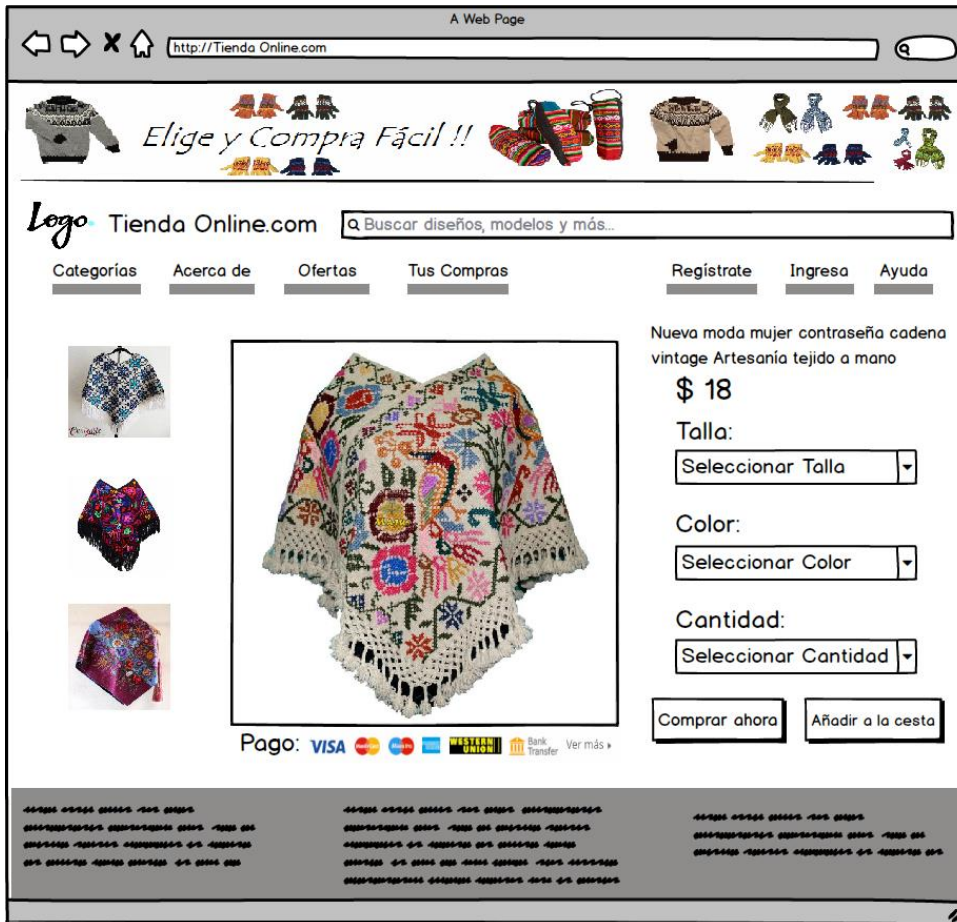 A Web Page
http://Tienda Online.com
Elige y Compra Fácil !!
Logo Tienda Online.com
Buscar diseños, modelos y más...
Categorías Acerca de Ofertas Tus Compras Regístrate Ingresa Ayuda
Nueva moda mujer contraseña cadena
vintage Artesanía tejido a mano
$ 18
Talla:
Seleccionar Talla
Color:
Seleccionar Color
Cantidad:
Seleccionar Cantidad
Comprar ahora Añadir a la cesta
Pago: VISA MasterCard Maestro WESTERN UNION Bank Transfer Ver más